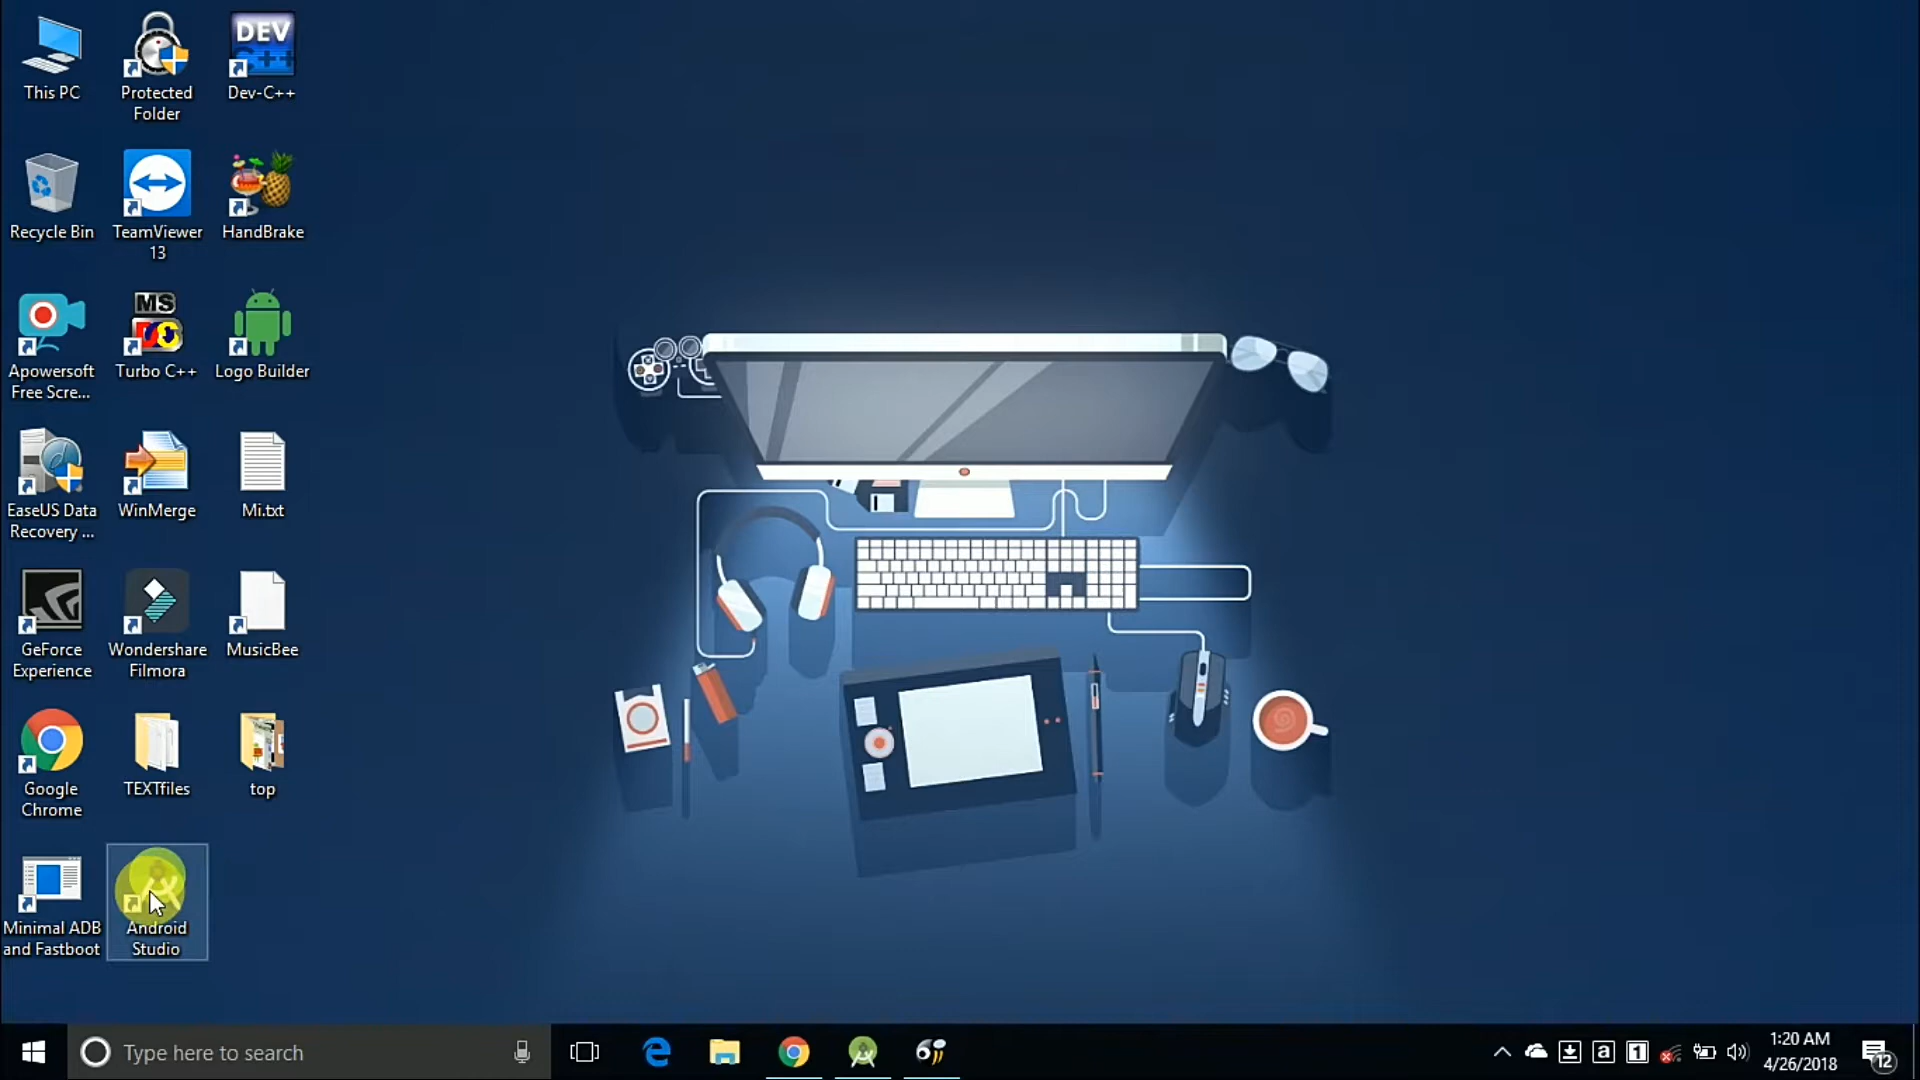 This PC
Protected
Folder
DEV
C++
Dev-C++
Recycle Bin
TeamViewer
13
HandBrake
Apowersoft
Free Scre...
MS
Turbo C++
Logo Builder
EaseUS Data
Recovery ...
WinMerge
Mi.txt
GeForce
Experience
Wondershare
Filmora
MusicBee
Google
Chrome
TEXTfiles
top
Minimal ADB
and Fastboot
Android
Studio
Type here to search
a
1
1:20 AM
4/26/2018
12